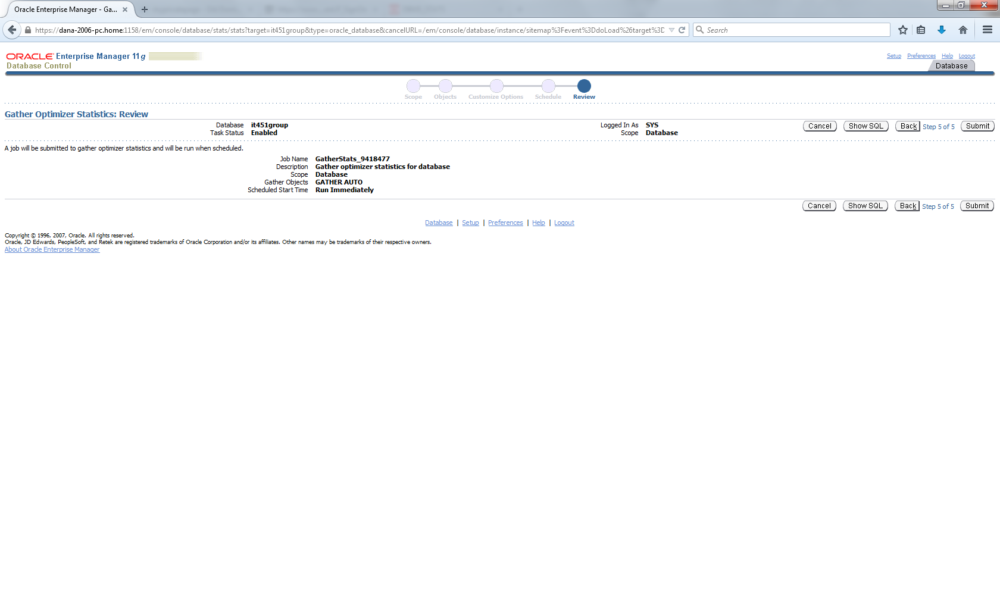 Oracle Enterprise Manager - Ga...
https://dana-2006-pc.home:1158/em/console/database/stats/stats?target=it451group&type=oracle_database&cancelURL=/em/console/database/instance/sitemap%3Fevent%3DdoLoad%26target%3D
Search
ORACLE Enterprise Manager 11g
Database Control
Setup Preferences Help Logout
Database
Scope Objects Customize Options Schedule Review
Gather Optimizer Statistics: Review
Database it451group
Task Status Enabled
Logged In As SYS
Scope Database
Cancel Show SQL Back Step 5 of 5 Submit
A job will be submitted to gather optimizer statistics and will be run when scheduled.
Job Name GatherStats_9418477
Description Gather optimizer statistics for database
Scope Database
Gather Objects GATHER AUTO
Scheduled Start Time Run Immediately
Cancel Show SQL Back Step 5 of 5 Submit
Database | Setup | Preferences | Help | Logout
Copyright © 1996, 2007, Oracle. All rights reserved.
Oracle, JD Edwards, PeopleSoft, and Retek are registered trademarks of Oracle Corporation and/or its affiliates. Other names may be trademarks of their respective owners.
About Oracle Enterprise Manager